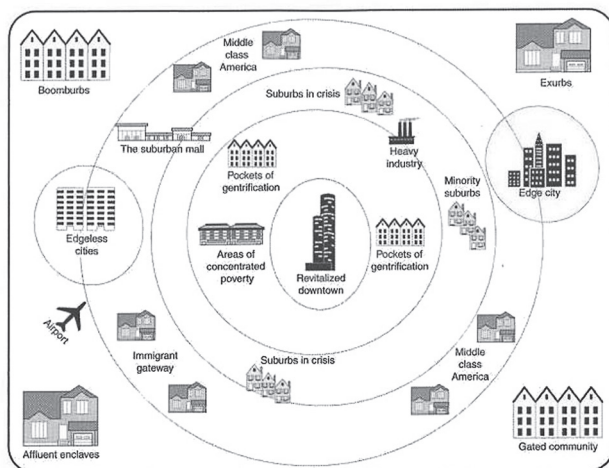 Middle
class
America
Boomburbs
Exurbs
Suburbs in crisis
The suburban mall
Heavy
industry
Pockets of
gentrification
Minority
suburbs
Edge city
Edgeless
cities
Areas of
concentrated
poverty
Revitalized
downtown
Pockets of
gentrification
Airport
Immigrant
gateway
Suburbs in crisis
Middle
class
America
Affluent enclaves
Gated community